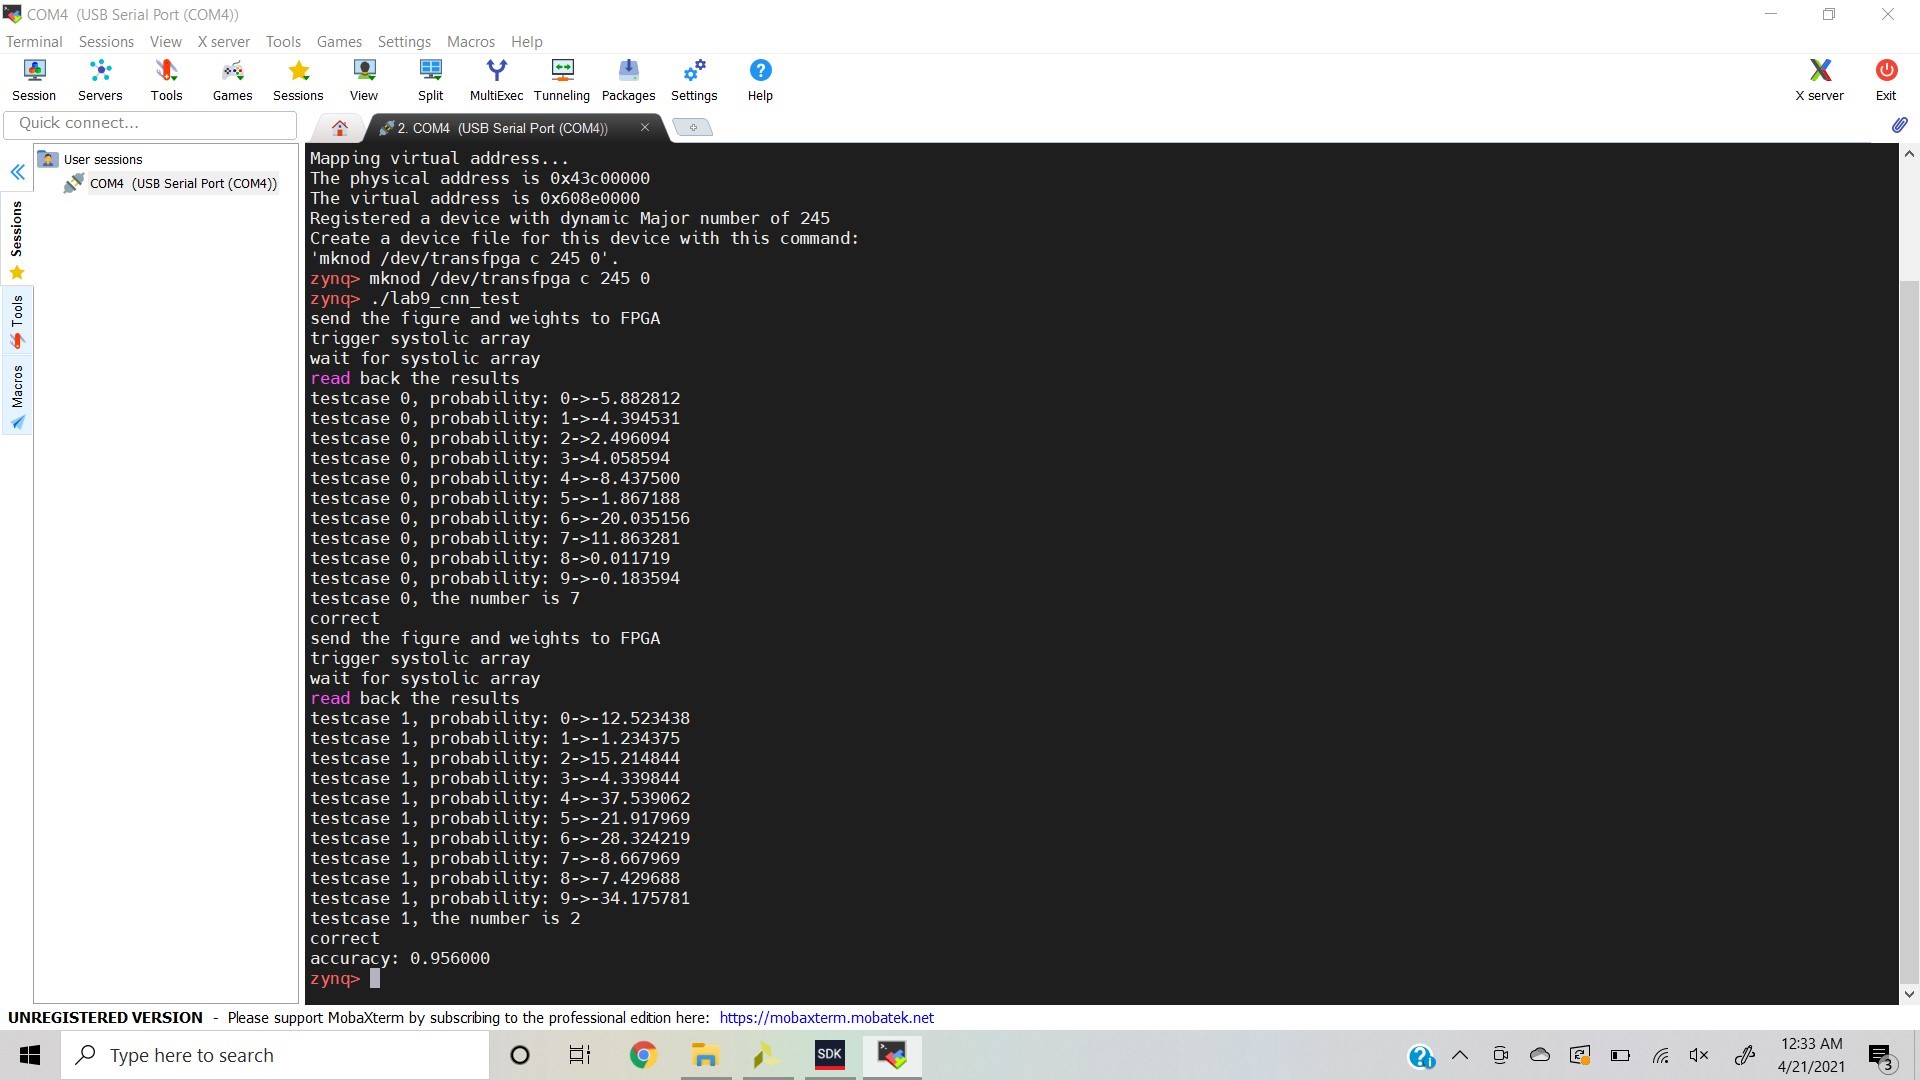 COM4 (USB Serial Port (COM4))
Terminal Sessions View X server Tools Games Settings Macros Help
Session Servers Tools Games Sessions View Split MultiExec Tunneling Packages Settings Help X server Exit
Quick connect...
2. COM4 (USB Serial Port (COM4))
User sessions
COM4 (USB Serial Port (COM4))
Sessions
Tools
Macros
Mapping virtual address...
The physical address is 0x43c00000
The virtual address is 0x608e0000
Registered a device with dynamic Major number of 245
Create a device file for this device with this command:
'mknod /dev/transfpga c 245 0'.
zynq> mknod /dev/transfpga c 245 0
zynq> ./lab9_cnn_test
send the figure and weights to FPGA
trigger systolic array
wait for systolic array
read back the results
testcase 0, probability: 0->-5.882812
testcase 0, probability: 1->-4.394531
testcase 0, probability: 2->2.496094
testcase 0, probability: 3->4.058594
testcase 0, probability: 4->-8.437500
testcase 0, probability: 5->-1.867188
testcase 0, probability: 6->-20.035156
testcase 0, probability: 7->11.863281
testcase 0, probability: 8->0.011719
testcase 0, probability: 9->-0.183594
testcase 0, the number is 7
correct
send the figure and weights to FPGA
trigger systolic array
wait for systolic array
read back the results
testcase 1, probability: 0->-12.523438
testcase 1, probability: 1->-1.234375
testcase 1, probability: 2->15.214844
testcase 1, probability: 3->-4.339844
testcase 1, probability: 4->-37.539062
testcase 1, probability: 5->-21.917969
testcase 1, probability: 6->-28.324219
testcase 1, probability: 7->-8.667969
testcase 1, probability: 8->-7.429688
testcase 1, probability: 9->-34.175781
testcase 1, the number is 2
correct
accuracy: 0.956000
zynq>
UNREGISTERED VERSION - Please support MobaXterm by subscribing to the professional edition here: https://mobaxterm.mobatek.net
Type here to search
SDK
12:33 AM
4/21/2021
3